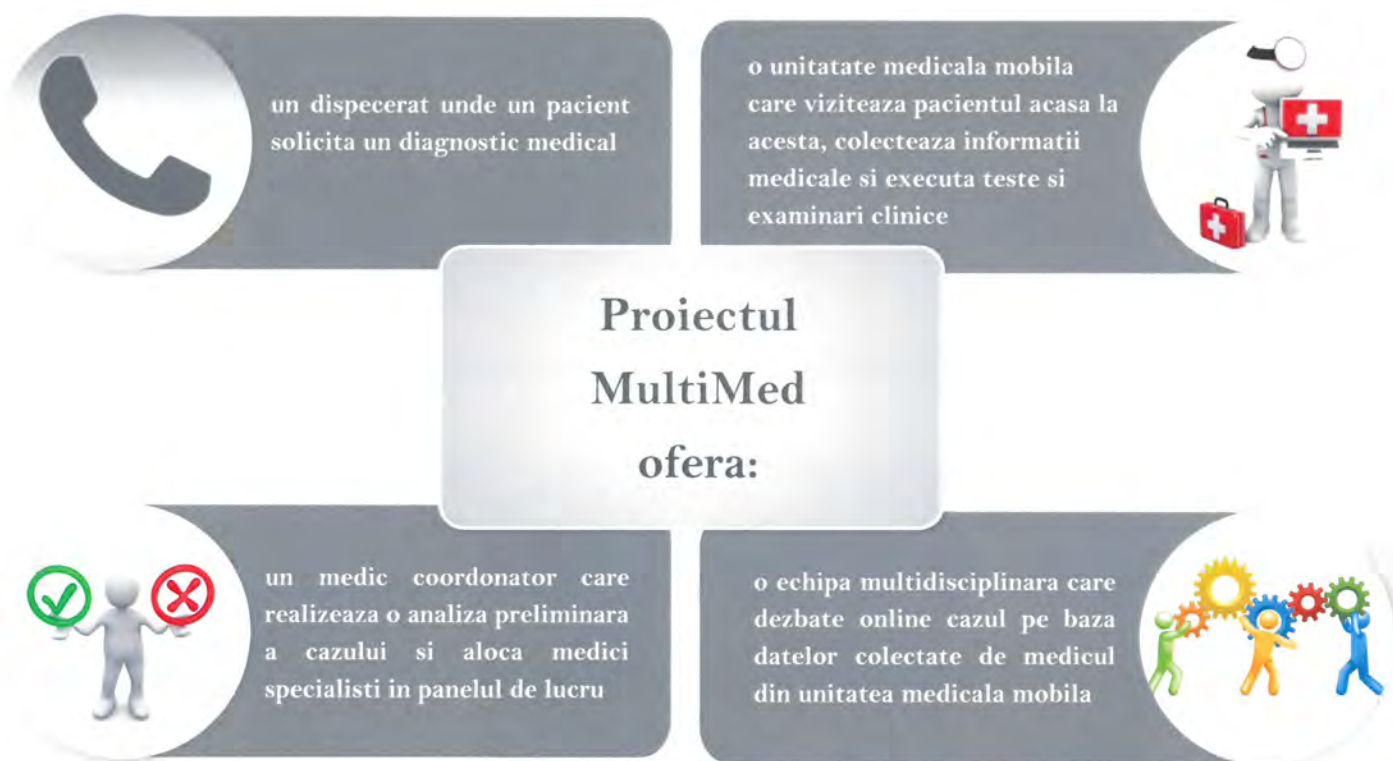 un dispecerat unde un pacient
solicita un diagnostic medical
o unitatate medicala mobila
care viziteaza pacientul acasa la
acesta, colecteaza informatii
medicale si executa teste si
examinari clinice
Proiectul
MultiMed
ofera:
un medic coordonator care
realizeaza o analiza preliminara
a cazului si aloca medici
specialisti in panelul de lucru
o echipa multidisciplinara care
dezbate online cazul pe baza
datelor colectate de medicul
din unitatea medicala mobila